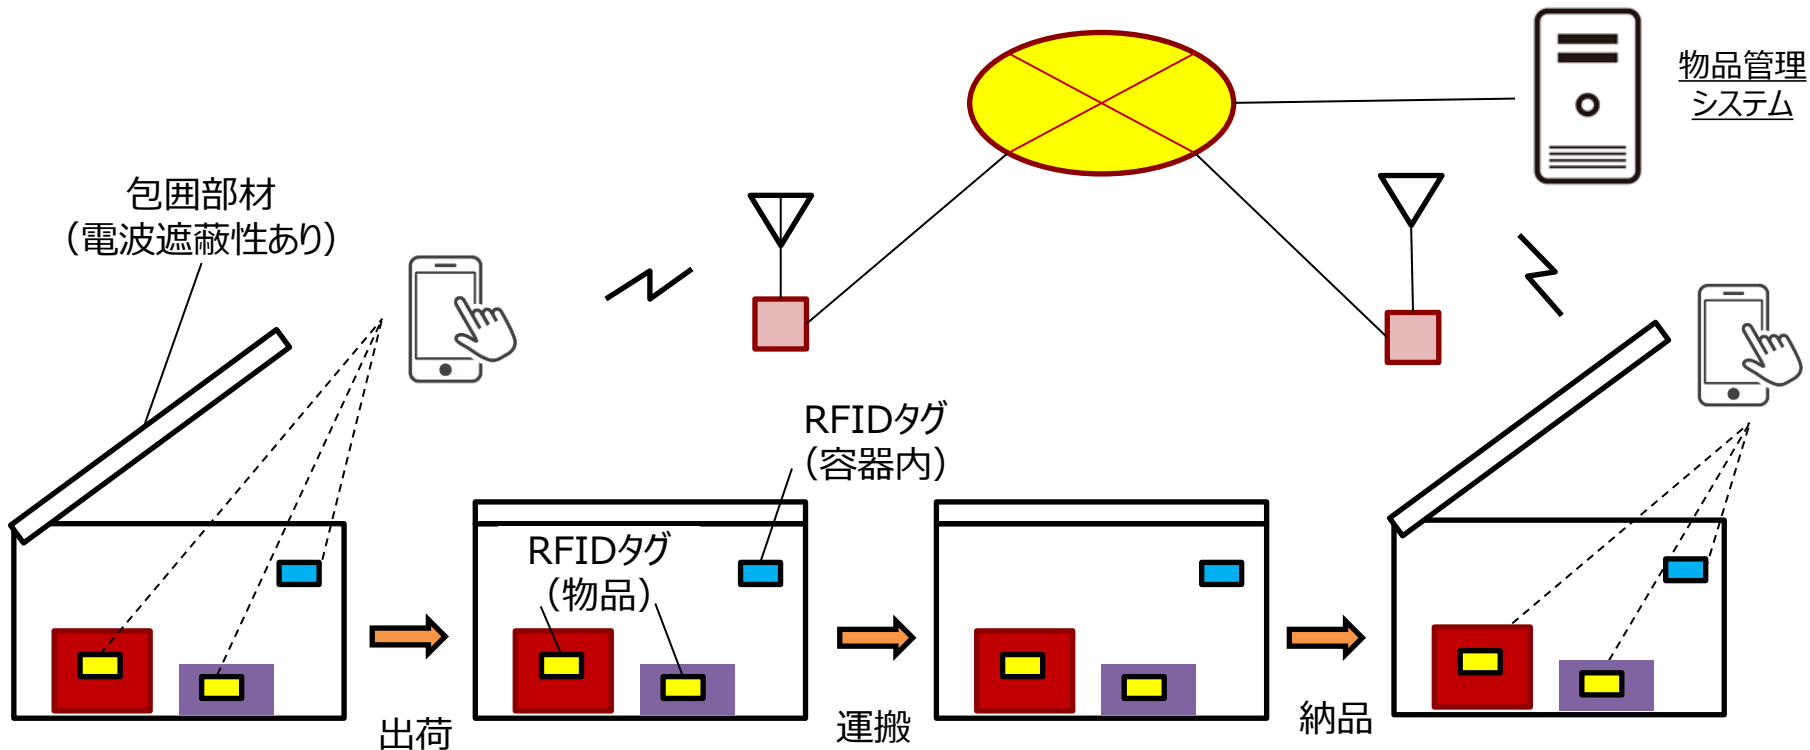 物品管理
システム
包囲部材
（電波遮蔽性あり）
RFIDタグ
（容器内）
RFIDタグ
（物品）
出荷
運搬
納品